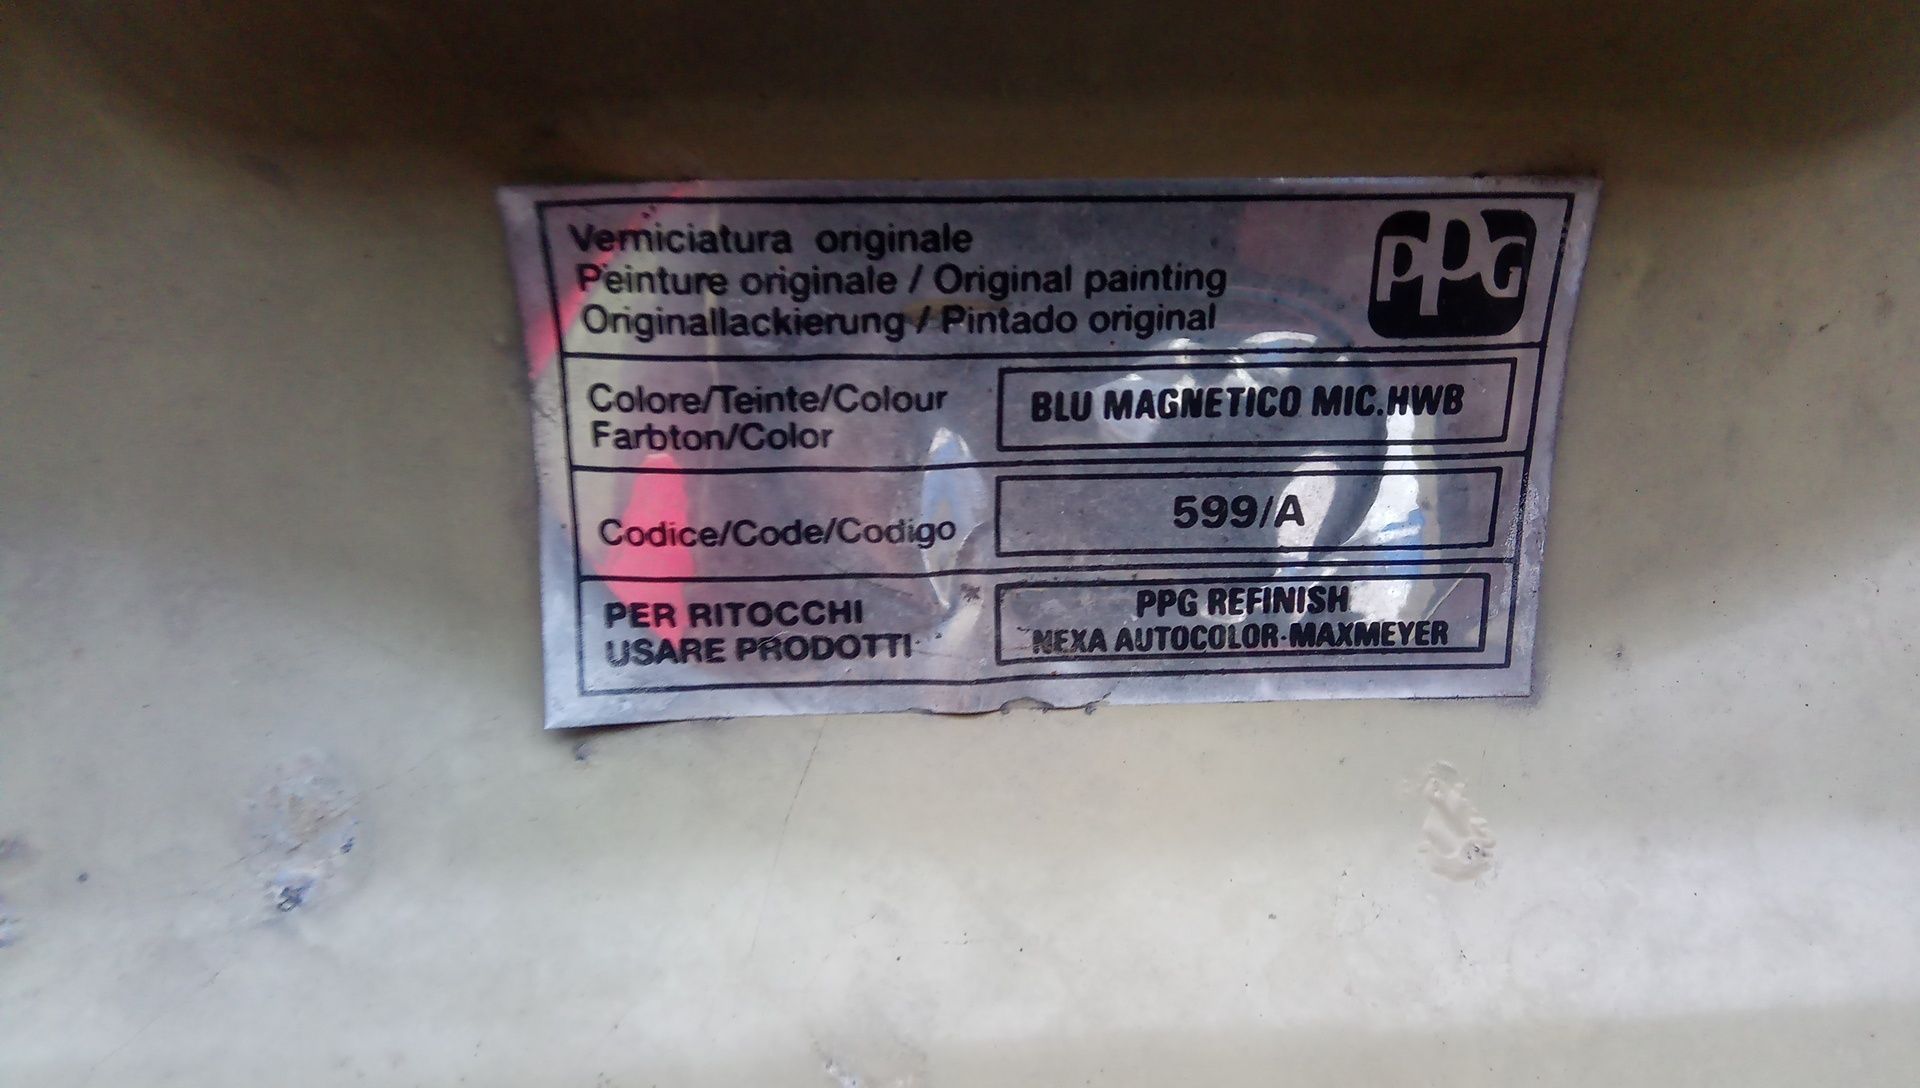 Verniciatura originale
Peinture originale / Original painting
Originallackierung / Pintado original
PPG
Colore/Teinte/Colour
Farbton/Color
BLU MAGNETICO MIC.HWB
Codice/Code/Codigo
599/A
PER RITOCCHI
USARE PRODOTTI
PPG REFINISH
NEXA AUTOCOLOR·MAXMEYER